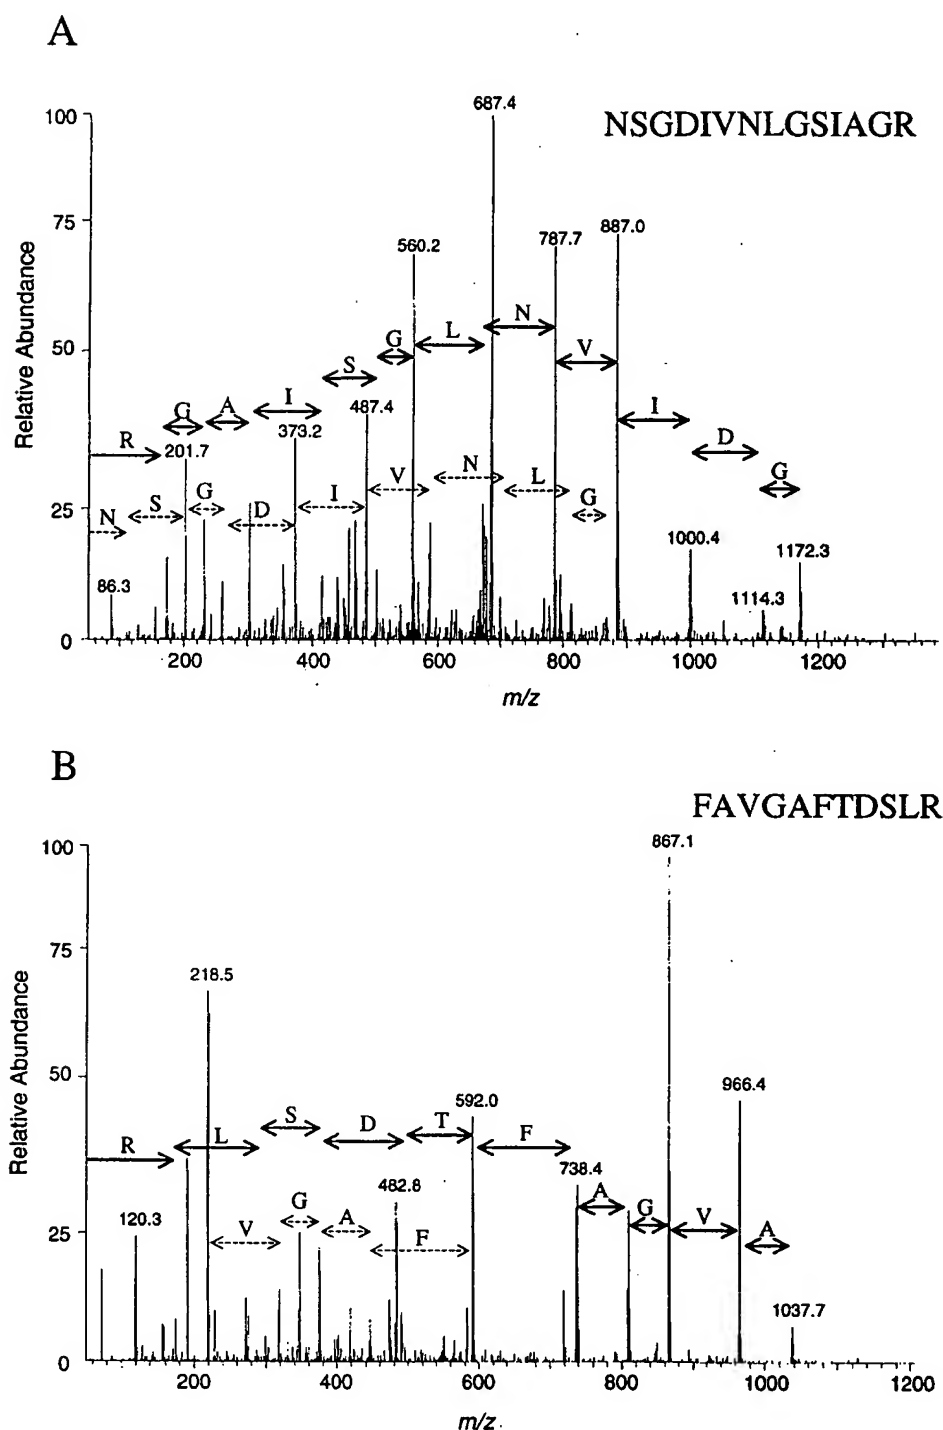 A
NSGDIVNLGSIAGR
687.4
887.0
787.7
560.2
487.4
373.2
201.7
86.3
1000.4
1172.3
1114.3
R G A I S G L N V I D G
N S G D I V N L G
Relative Abundance
100
75
50
25
0
200 400 600 800 1000 1200
m/z
B
FAVGAFTDSLR
867.1
218.5
966.4
592.0
738.4
482.8
120.3
1037.7
R L S D T F A G V A
V G A F
Relative Abundance
100
75
50
25
0
200 400 600 800 1000 1200
m/z